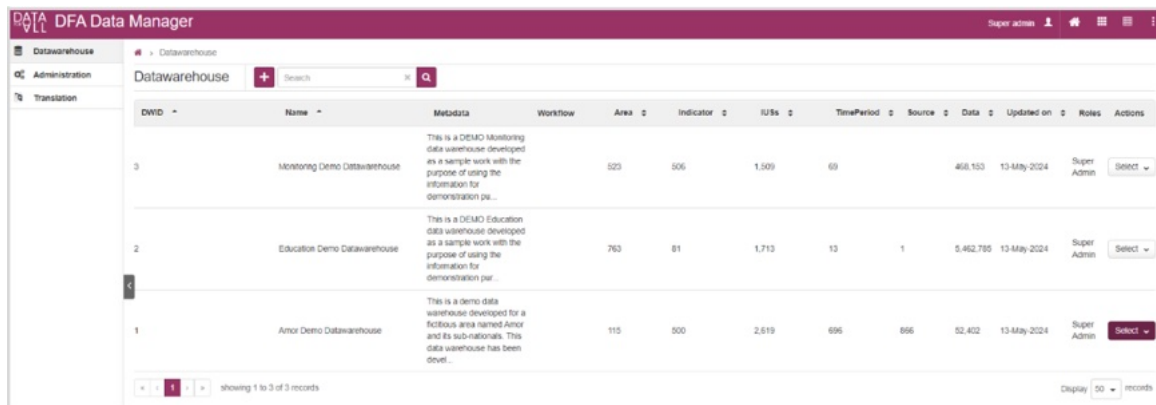 DATA FOR ALL DFA Data Manager
Super admin
Datawarehouse
Administration
Translation
> Datawarehouse
Datawarehouse + Search ×
DWID Name Metadata Workflow Area Indicator IUSs TimePeriod Source Data Updated on Roles Actions
3 Monitoring Demo Datawarehouse
This is a DEMO Monitoring
data warehouse developed
as a sample work with the
purpose of using the
information for
demonstration pu...
523 506 1,509 69 468,153 13-May-2024
Super
Admin
Select
2 Education Demo Datawarehouse
This is a DEMO Education
data warehouse developed
as a sample work with the
purpose of using the
information for
demonstration pur...
763 81 1,713 13 1 5,462,785 13-May-2024
Super
Admin
Select
1 Amor Demo Datawarehouse
This is a demo data
warehouse developed for a
fictitious area named Amor
and its sub-nationals. This
data warehouse has been
devel...
115 500 2,619 696 866 52,402 13-May-2024
Super
Admin
Select
« ‹ 1 › » showing 1 to 3 of 3 records
Display 50 records